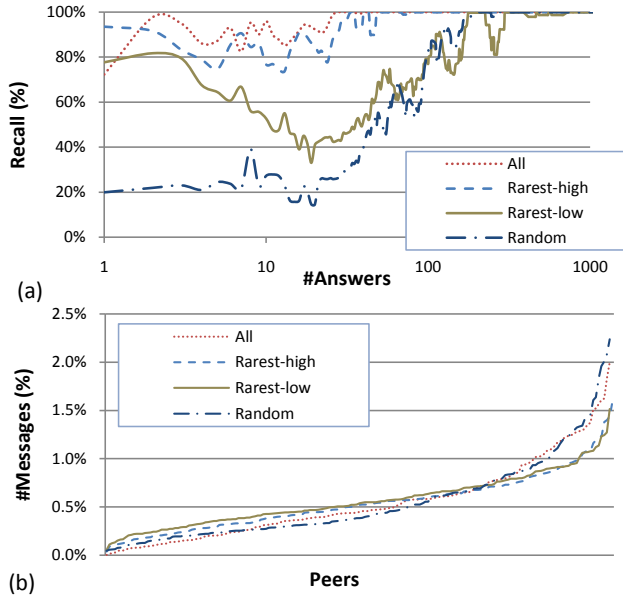 100%
80%
60%
40%
20%
0%
Recall (%)
All
Rarest-high
Rarest-low
Random
1
10
100
1000
#Answers
(a)
2.5%
2.0%
1.5%
1.0%
0.5%
0.0%
#Messages (%)
All
Rarest-high
Rarest-low
Random
Peers
(b)